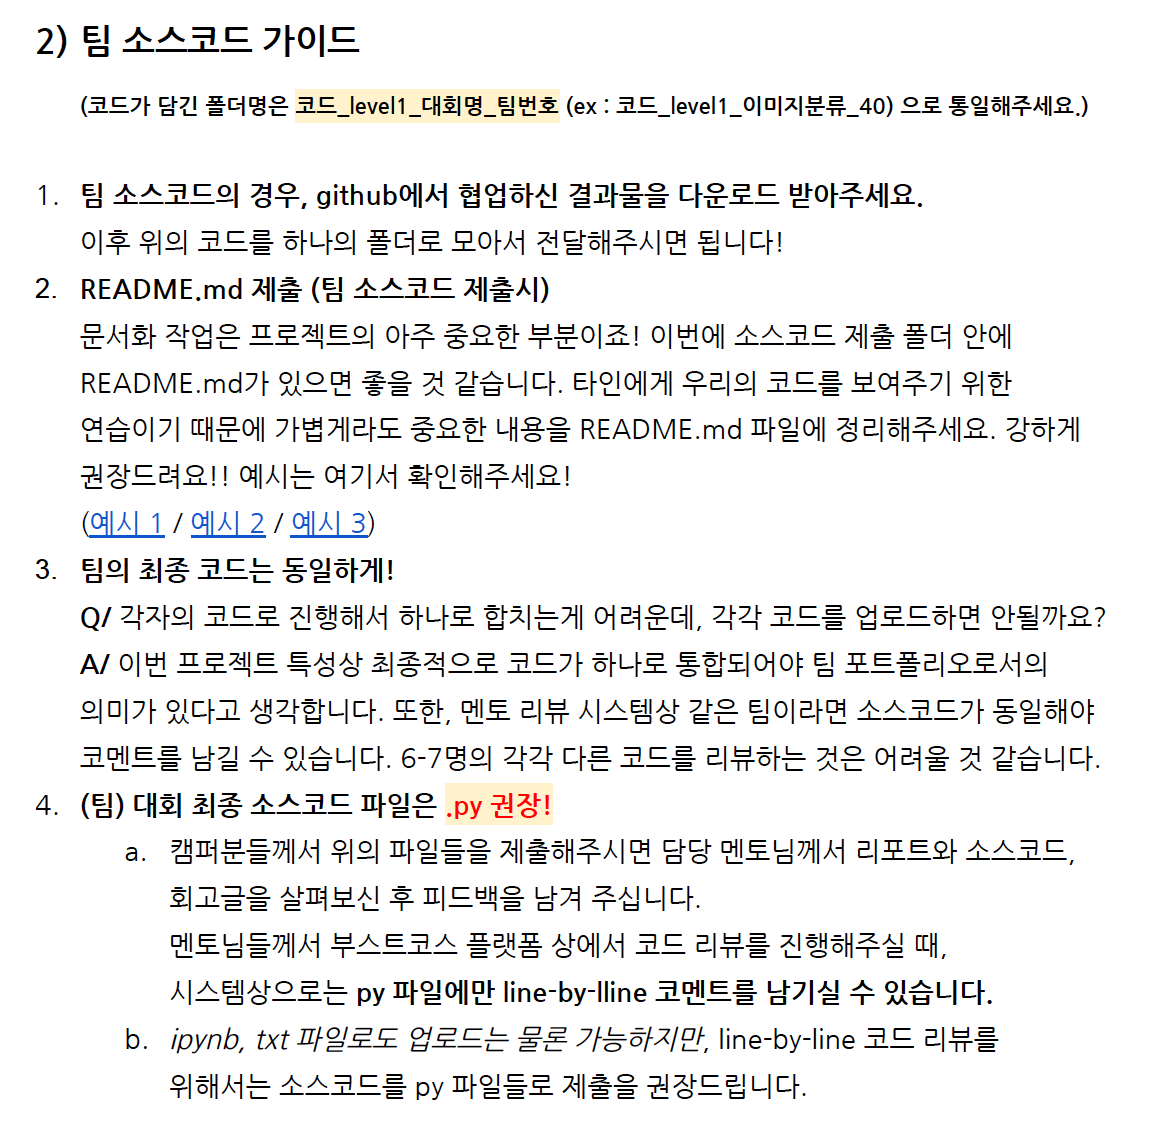 2) 팀 소스코드 가이드
(코드가 담긴 폴더명은 코드_level1_대회명_팀번호 (ex : 코드_level1_이미지분류_40) 으로 통일해주세요.)
1. 팀 소스코드의 경우, github에서 협업하신 결과물을 다운로드 받아주세요.
이후 위의 코드를 하나의 폴더로 모아서 전달해주시면 됩니다!
2. README.md 제출 (팀 소스코드 제출시)
문서화 작업은 프로젝트의 아주 중요한 부분이죠! 이번에 소스코드 제출 폴더 안에
README.md가 있으면 좋을 것 같습니다. 타인에게 우리의 코드를 보여주기 위한
연습이기 때문에 가볍게라도 중요한 내용을 README.md 파일에 정리해주세요. 강하게
권장드려요!! 예시는 여기서 확인해주세요!
(예시 1 / 예시 2 / 예시 3)
3. 팀의 최종 코드는 동일하게!
Q/ 각자의 코드로 진행해서 하나로 합치는게 어려운데, 각각 코드를 업로드하면 안될까요?
A/ 이번 프로젝트 특성상 최종적으로 코드가 하나로 통합되어야 팀 포트폴리오로서의
의미가 있다고 생각합니다. 또한, 멘토 리뷰 시스템상 같은 팀이라면 소스코드가 동일해야
코멘트를 남길 수 있습니다. 6-7명의 각각 다른 코드를 리뷰하는 것은 어려울 것 같습니다.
4. (팀) 대회 최종 소스코드 파일은 .py 권장!
a. 캠퍼분들께서 위의 파일들을 제출해주시면 담당 멘토님께서 리포트와 소스코드,
회고글을 살펴보신 후 피드백을 남겨 주십니다.
멘토님들께서 부스트코스 플랫폼 상에서 코드 리뷰를 진행해주실 때,
시스템상으로는 py 파일에만 line-by-lline 코멘트를 남기실 수 있습니다.
b. ipynb, txt 파일로도 업로드는 물론 가능하지만, line-by-line 코드 리뷰를
위해서는 소스코드를 py 파일들로 제출을 권장드립니다.